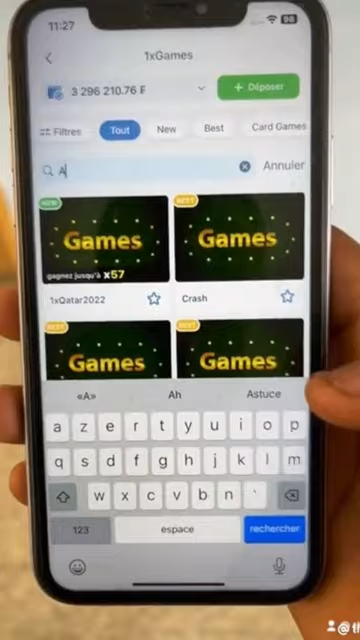 11:27
98
1xGames
3 296 210.76 F
+ Déposer
Filtres
Tout
New
Best
Card Games
A
Annuler
NEW
BEST
Games
Games
gagnez jusqu'à x57
1xQatar2022
Crash
BEST
BEST
Games
Games
«A»
Ah
Astuce
a z e r t y u i o p
q s d f g h j k l m
w x c v b n '
123
espace
rechercher